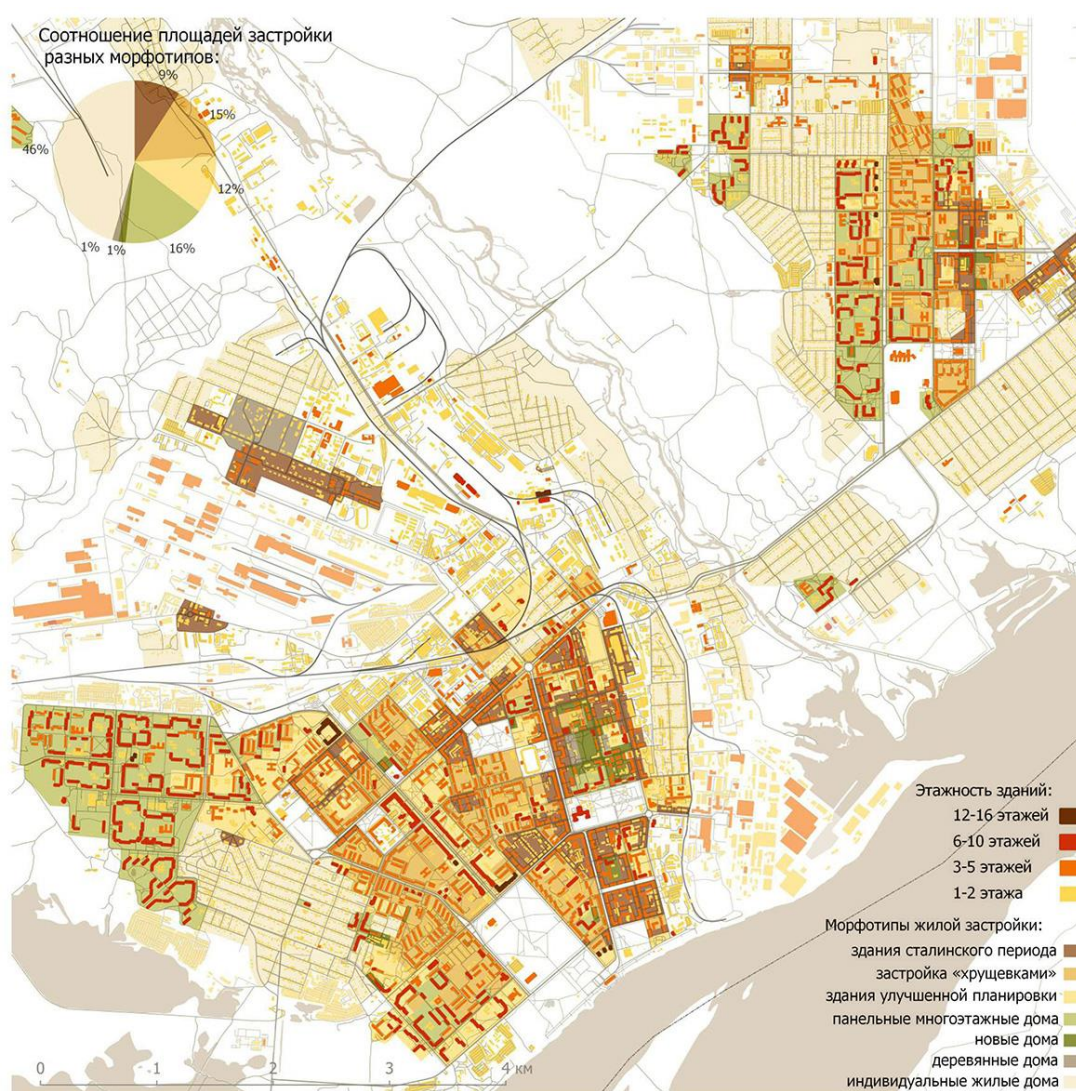 Соотношение площадей застройки
разных морфотипов:
9%
15%
46%
12%
1%
1%
16%
Этажность зданий:
12-16 этажей
6-10 этажей
3-5 этажей
1-2 этажа
Морфотипы жилой застройки:
здания сталинского периода
застройка «хрущевками»
здания улучшенной планировки
панельные многоэтажные дома
новые дома
деревянные дома
индивидуальные жилые дома
0 1 2 3 4 км